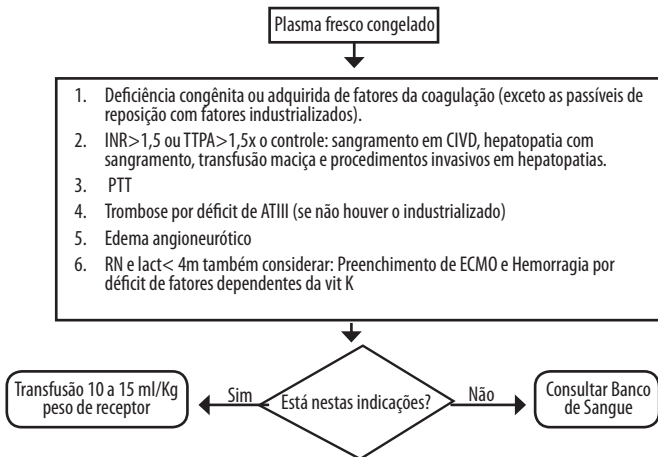 Plasma fresco congelado
1. Deficiência congênita ou adquirida de fatores da coagulação (exceto as passíveis de
reposição com fatores industrializados).
2. INR>1,5 ou TTPA>1,5x o controle: sangramento em CIVD, hepatopatia com
sangramento, transfusão maciça e procedimentos invasivos em hepatopatias.
3. PTT
4. Trombose por déficit de ATIII (se não houver o industrializado)
5. Edema angioneurótico
6. RN e lact< 4m também considerar: Preenchimento de ECMO e Hemorragia por
déficit de fatores dependentes da vit K
Transfusão 10 a 15 ml/Kg
peso de receptor
Sim
Está nestas indicações?
Não
Consultar Banco
de Sangue